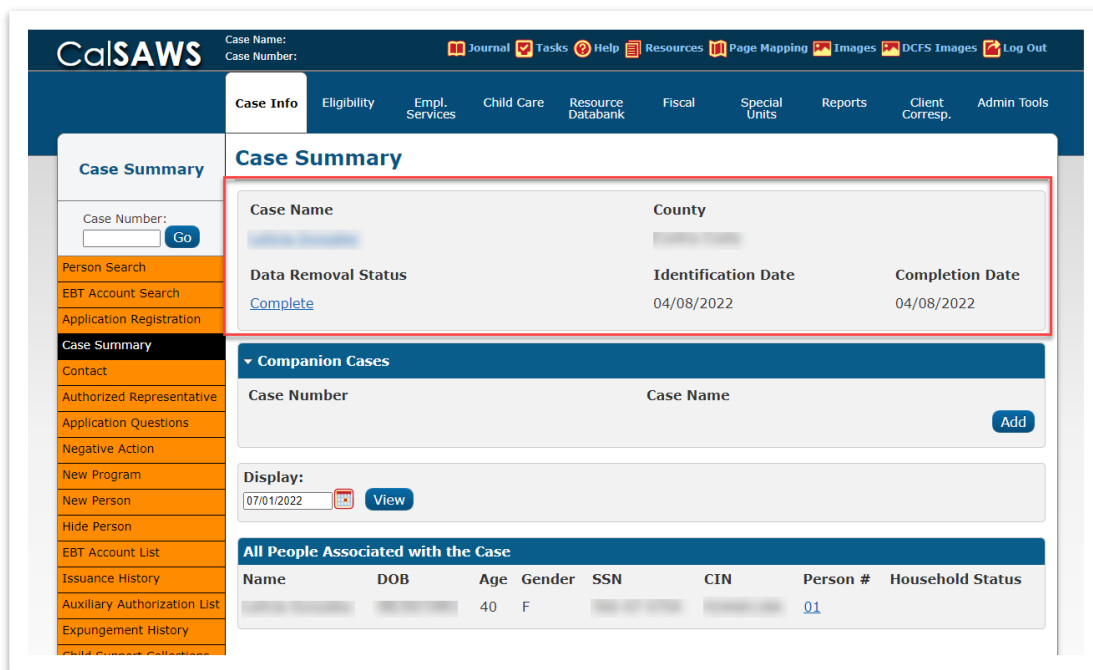 CalSAWS
Case Name:
Case Number:
Journal Tasks Help Resources Page Mapping Images DCFS Images Log Out
Case Info Eligibility Empl. Services Child Care Resource Databank Fiscal Special Units Reports Client Corresp. Admin Tools
Case Summary
Case Number:
Go
Person Search
EBT Account Search
Application Registration
Case Summary
Contact
Authorized Representative
Application Questions
Negative Action
New Program
New Person
Hide Person
EBT Account List
Issuance History
Auxiliary Authorization List
Expungement History
Child Support Collections
Case Summary
Case Name County
Data Removal Status Identification Date Completion Date
Complete 04/08/2022 04/08/2022
Companion Cases
Case Number Case Name
Add
Display:
07/01/2022 View
All People Associated with the Case
Name DOB Age Gender SSN CIN Person # Household Status
40 F 01